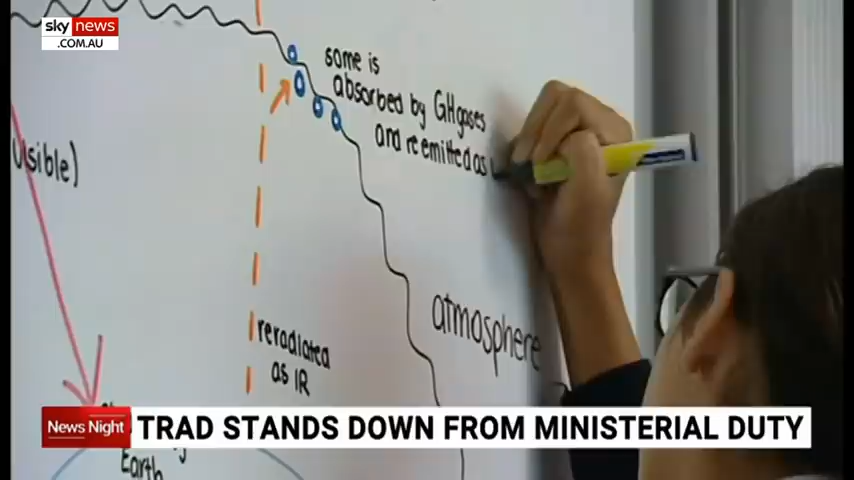 sky news
.COM.AU
some is
absorbed by GHgases
and reemitted as
(visible)
atmosphere
reradiated
as IR
News Night
TRAD STANDS DOWN FROM MINISTERIAL DUTY
Earth